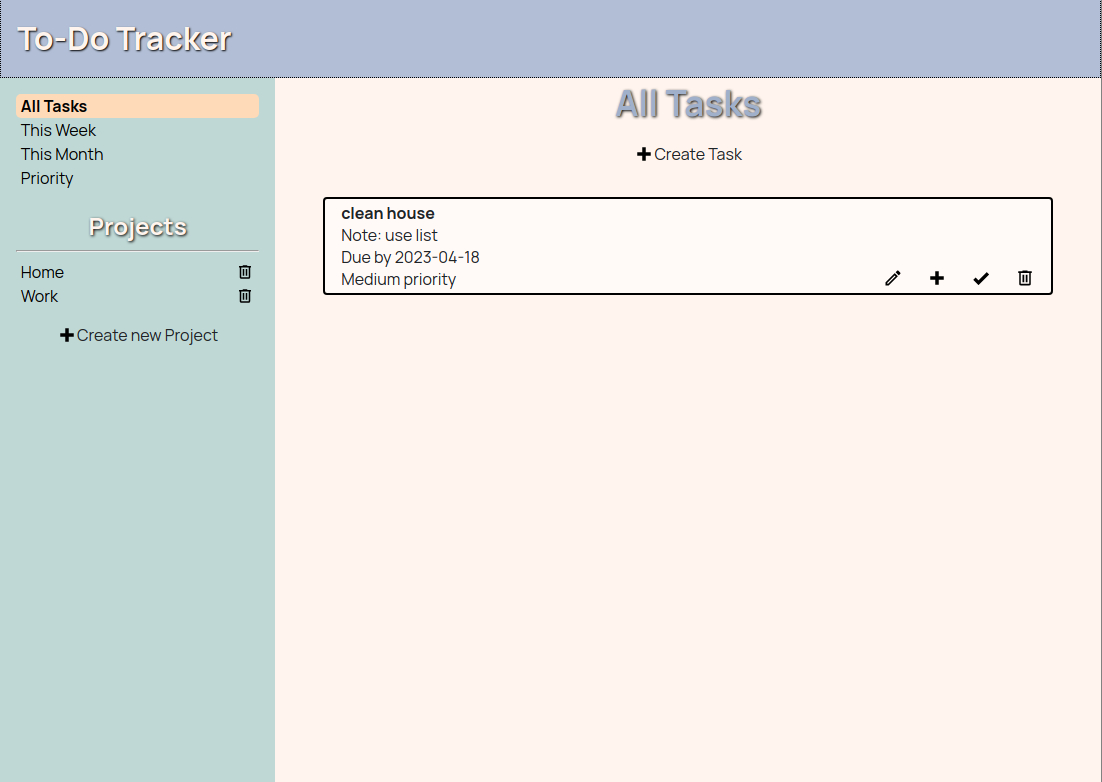 To-Do Tracker
All Tasks
This Week
This Month
Priority
Projects
Home
Work
Create new Project
All Tasks
Create Task
clean house
Note: use list
Due by 2023-04-18
Medium priority